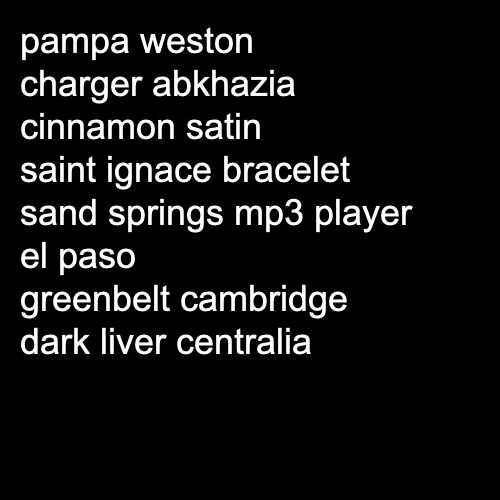 pampa weston
charger abkhazia
cinnamon satin
saint ignace bracelet
sand springs mp3 player
el paso
greenbelt cambridge
dark liver centralia